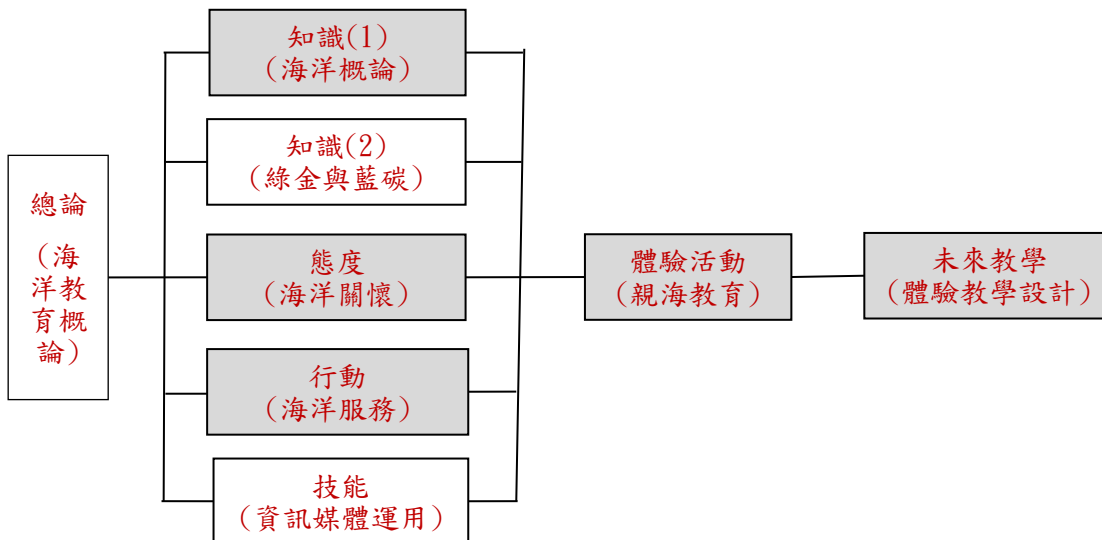 總論
（海
洋教
育概
論）
知識(1)
（海洋概論）
知識(2)
（綠金與藍碳）
態度
（海洋關懷）
行動
（海洋服務）
技能
（資訊媒體運用）
體驗活動
（親海教育）
未來教學
（體驗教學設計）